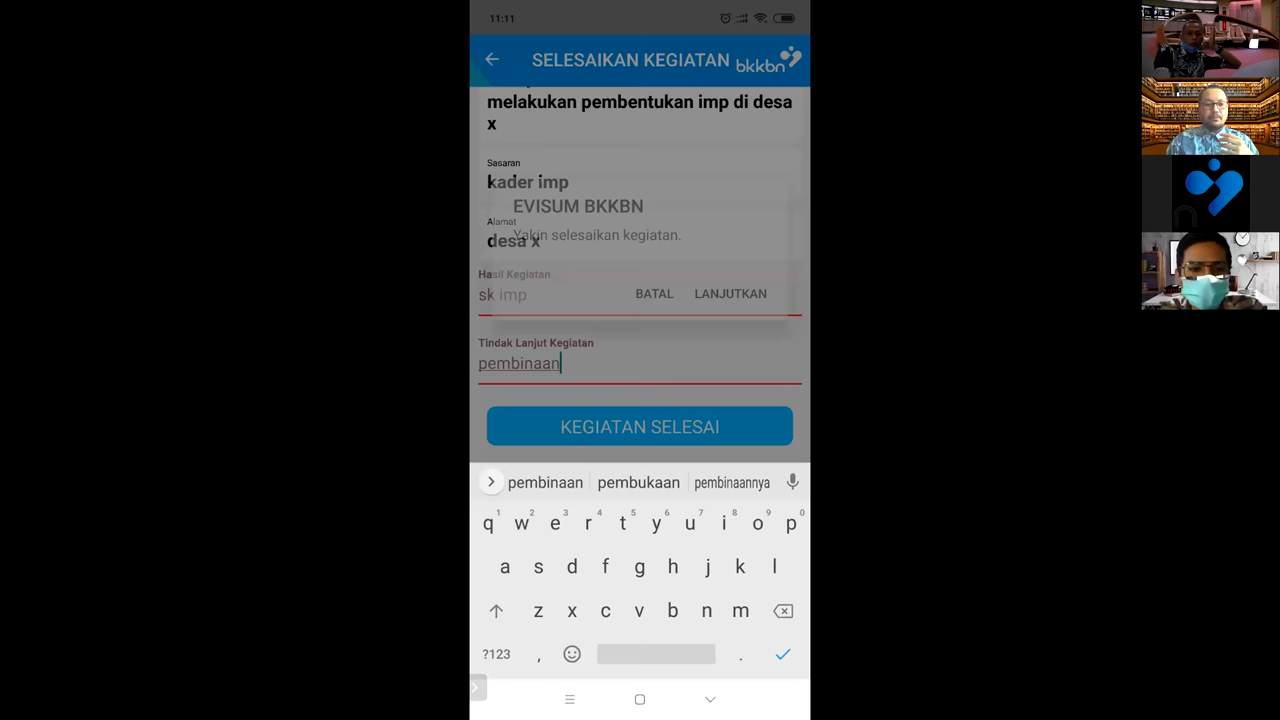 11:11
SELESAIKAN KEGIATAN
bkkbn
melakukan pembentukan imp di desa
x
Sasaran
kader imp
EVISUM BKKBN
Alamat
Yakin selesaikan kegiatan.
desa x
Hasil Kegiatan
sk imp
BATAL LANJUTKAN
Tindak Lanjut Kegiatan
pembinaan
KEGIATAN SELESAI
pembinaan pembukaan pembinaannya
1 2 3 4 5 6 7 8 9 0
q w e r t y u i o p
a s d f g h j k l
z x c v b n m
?123 , .